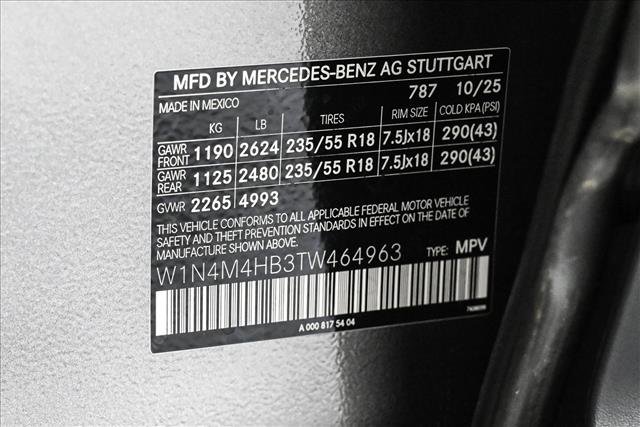 MFD BY MERCEDES-BENZ AG STUTTGART
MADE IN MEXICO 787 10/25
KG LB TIRES RIM SIZE COLD KPA (PSI)
GAWR FRONT 1190 2624 235/55 R18 7.5Jx18 290(43)
GAWR REAR 1125 2480 235/55 R18 7.5Jx18 290(43)
GVWR 2265 4993
THIS VEHICLE CONFORMS TO ALL APPLICABLE FEDERAL MOTOR VEHICLE
SAFETY AND THEFT PREVENTION STANDARDS IN EFFECT ON THE DATE OF
MANUFACTURE SHOWN ABOVE.
W1N4M4HB3TW464963 TYPE: MPV
A 000 817 54 04